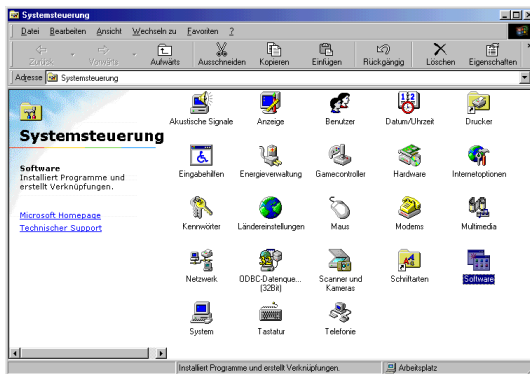 Systemsteuerung
Datei Bearbeiten Ansicht Wechseln zu Favoriten ?
Zurück Vorwärts Aufwärts Ausschneiden Kopieren Einfügen Rückgängig Löschen Eigenschaften
Adresse Systemsteuerung
Systemsteuerung
Software
Installiert Programme und
erstellt Verknüpfungen.
Microsoft Homepage
Technischer Support
Akustische Signale Anzeige Benutzer Datum/Uhrzeit Drucker
Eingabehilfen Energieverwaltung Gamecontroller Hardware Internetoptionen
Kennwörter Ländereinstellungen Maus Modems Multimedia
Netzwerk ODBC-Datenque... (32Bit) Scanner und Kameras Schriftarten Software
System Tastatur Telefonie
Installiert Programme und erstellt Verknüpfungen. Arbeitsplatz